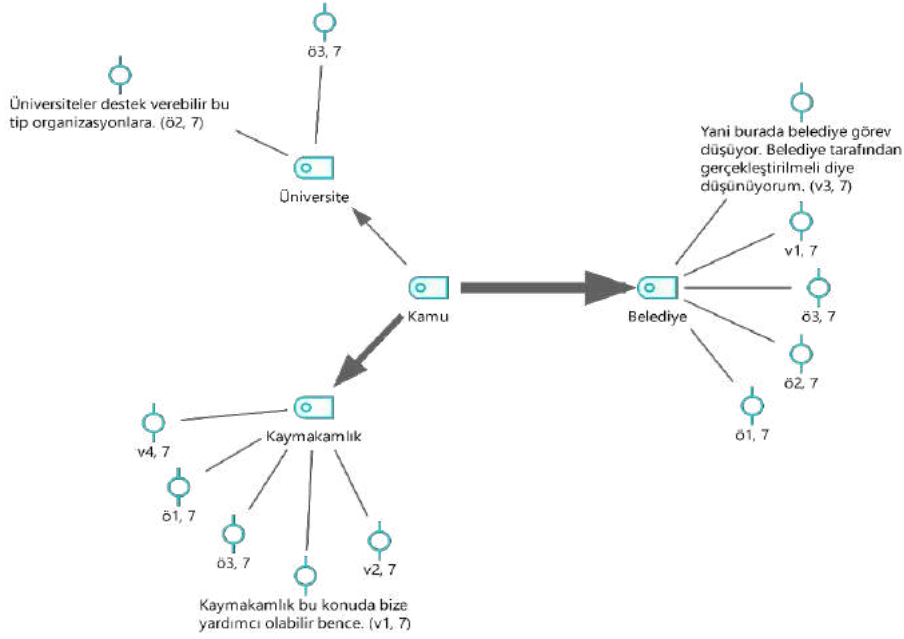 ö3, 7
Üniversiteler destek verebilir bu
tip organizasyonlara. (ö2, 7)
Üniversite
Yani burada belediye görev
düşüyor. Belediye tarafından
gerçekleştirilmeli diye
düşünüyorum. (v3, 7)
v1, 7
Kamu
Belediye
ö3, 7
ö2, 7
ö1, 7
Kaymakamlık
v4, 7
ö1, 7
ö3, 7
v2, 7
Kaymakamlık bu konuda bize
yardımcı olabilir bence. (v1, 7)